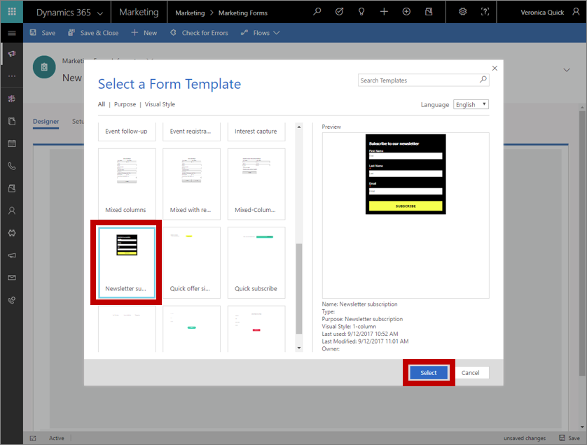 Dynamics 365 Marketing Marketing > Marketing Forms Veronica Quick
Save Save & Close + New Check for Errors Flows
New
Designer
Select a Form Template
Search Templates
All | Purpose | Visual Style
Language English
Event follow-up Event registra... Interest capture
Mixed columns Mixed with re... Mixed-Colum...
Newsletter su... Quick offer si... Quick subscribe
Preview
Subscribe to our newsletter
First Name
Last Name
Email
SUBSCRIBE
Name: Newsletter subscription
Type:
Purpose: Newsletter subscription
Visual Style: 1-column
Last used: 9/12/2017 10:52 AM
Last Modified: 9/12/2017 11:01 AM
Owner:
Select Cancel
Active unsaved changes Save